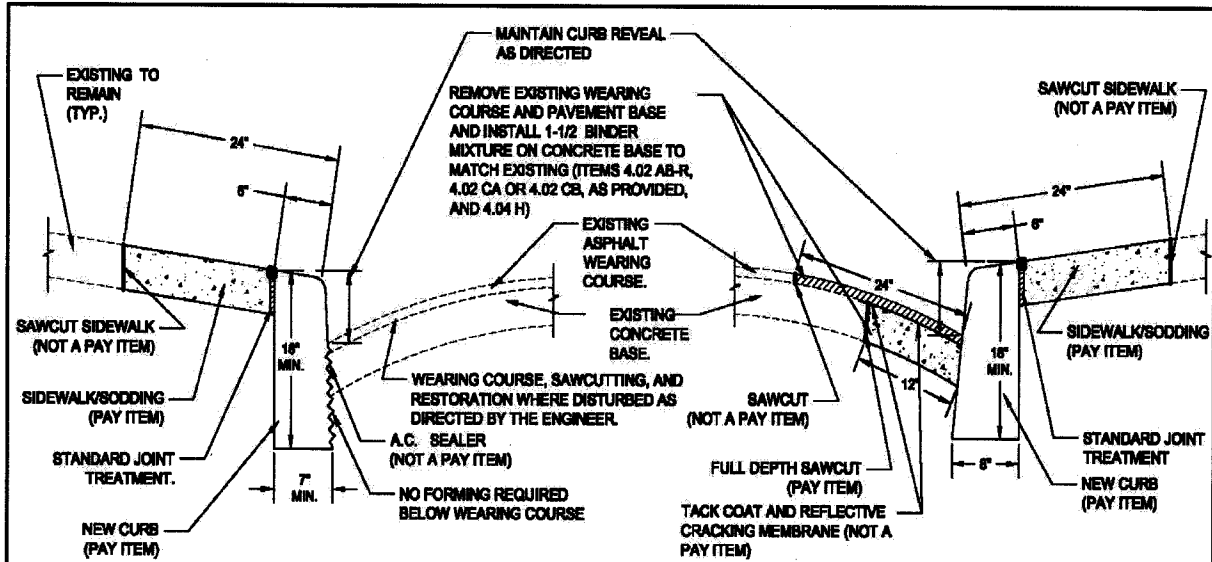 MAINTAIN CURB REVEAL
AS DIRECTED
EXISTING TO
REMAIN
(TYP.)
REMOVE EXISTING WEARING
COURSE AND PAVEMENT BASE
AND INSTALL 1-1/2 BINDER
MIXTURE ON CONCRETE BASE TO
MATCH EXISTING (ITEMS 4.02 AB-R,
4.02 CA OR 4.02 CB, AS PROVIDED,
AND 4.04 H)
SAWCUT SIDEWALK
(NOT A PAY ITEM)
24"
6"
24"
6"
EXISTING
ASPHALT
WEARING
COURSE.
24"
EXISTING
CONCRETE
BASE.
SAWCUT SIDEWALK
(NOT A PAY ITEM)
18"
MIN.
18"
MIN.
SIDEWALK/SODDING
(PAY ITEM)
12"
WEARING COURSE, SAWCUTTING, AND
RESTORATION WHERE DISTURBED AS
DIRECTED BY THE ENGINEER.
SIDEWALK/SODDING
(PAY ITEM)
SAWCUT
(NOT A PAY ITEM)
A.C. SEALER
(NOT A PAY ITEM)
STANDARD JOINT
TREATMENT.
STANDARD JOINT
TREATMENT
FULL DEPTH SAWCUT
(PAY ITEM)
8"
7"
MIN.
NO FORMING REQUIRED
BELOW WEARING COURSE
NEW CURB
(PAY ITEM)
TACK COAT AND REFLECTIVE
CRACKING MEMBRANE (NOT A
PAY ITEM)
NEW CURB
(PAY ITEM)